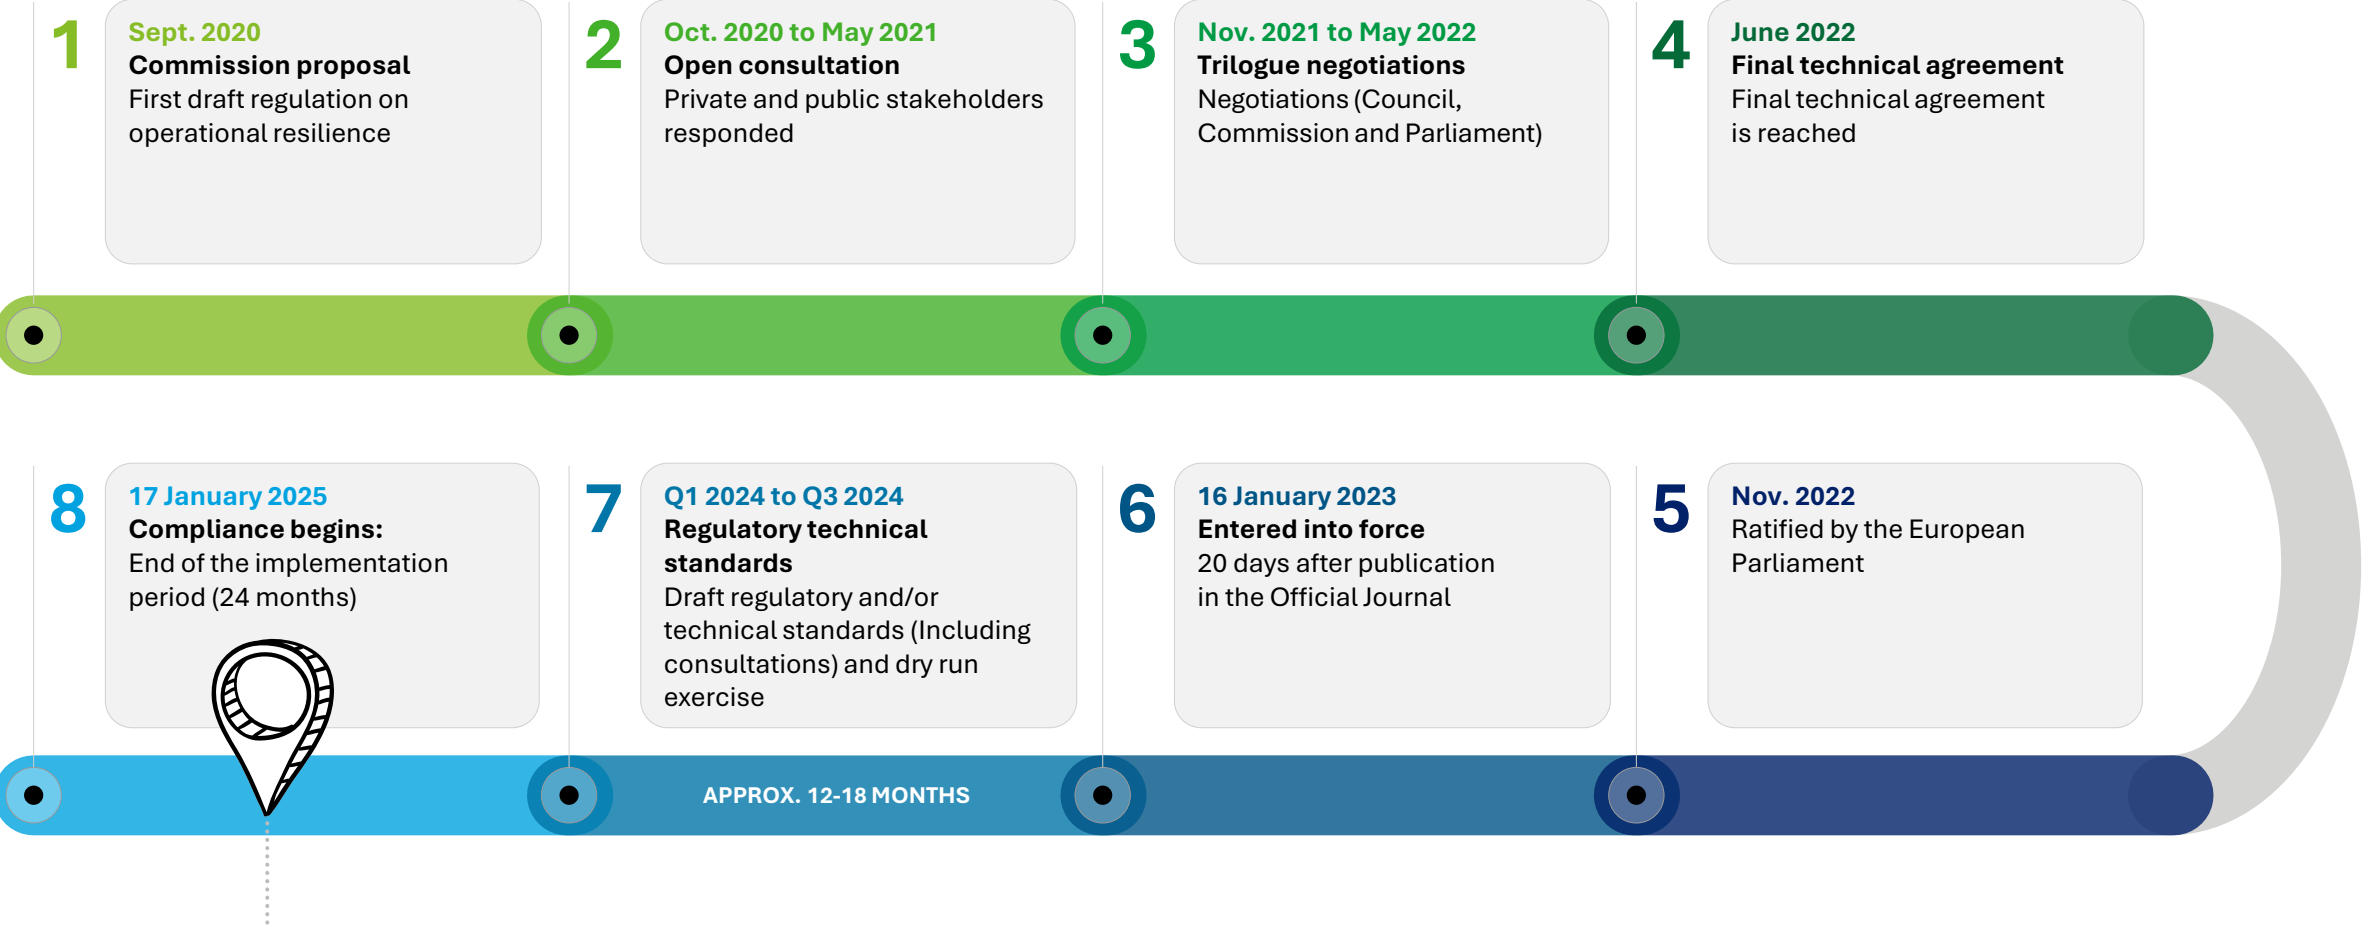 1
Sept. 2020
Commission proposal
First draft regulation on
operational resilience
2
Oct. 2020 to May 2021
Open consultation
Private and public stakeholders
responded
3
Nov. 2021 to May 2022
Trilogue negotiations
Negotiations (Council,
Commission and Parliament)
4
June 2022
Final technical agreement
Final technical agreement
is reached
8
17 January 2025
Compliance begins:
End of the implementation
period (24 months)
7
Q1 2024 to Q3 2024
Regulatory technical
standards
Draft regulatory and/or
technical standards (Including
consultations) and dry run
exercise
6
16 January 2023
Entered into force
20 days after publication
in the Official Journal
5
Nov. 2022
Ratified by the European
Parliament
APPROX. 12-18 MONTHS